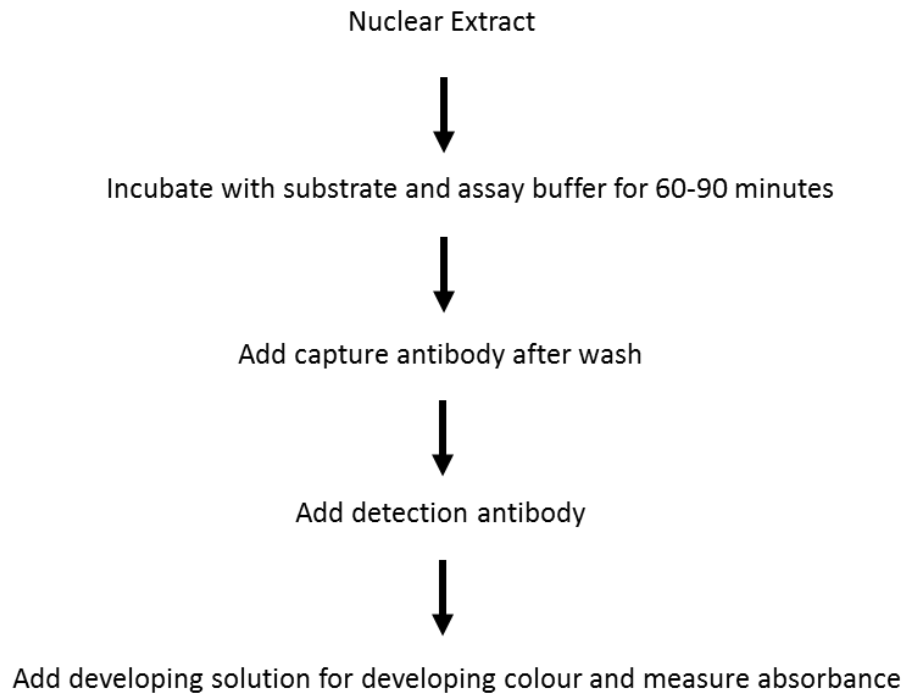 Nuclear Extract
Incubate with substrate and assay buffer for 60-90 minutes
Add capture antibody after wash
Add detection antibody
Add developing solution for developing colour and measure absorbance